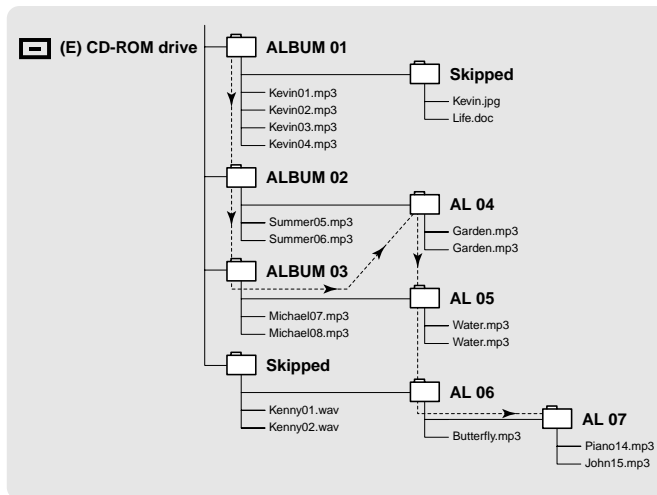 (E) CD-ROM drive
ALBUM 01
Kevin01.mp3
Kevin02.mp3
Kevin03.mp3
Kevin04.mp3
Skipped
Kevin.jpg
Life.doc
ALBUM 02
Summer05.mp3
Summer06.mp3
AL 04
Garden.mp3
Garden.mp3
ALBUM 03
Michael07.mp3
Michael08.mp3
AL 05
Water.mp3
Water.mp3
Skipped
Kenny01.wav
Kenny02.wav
AL 06
Butterfly.mp3
AL 07
Piano14.mp3
John15.mp3